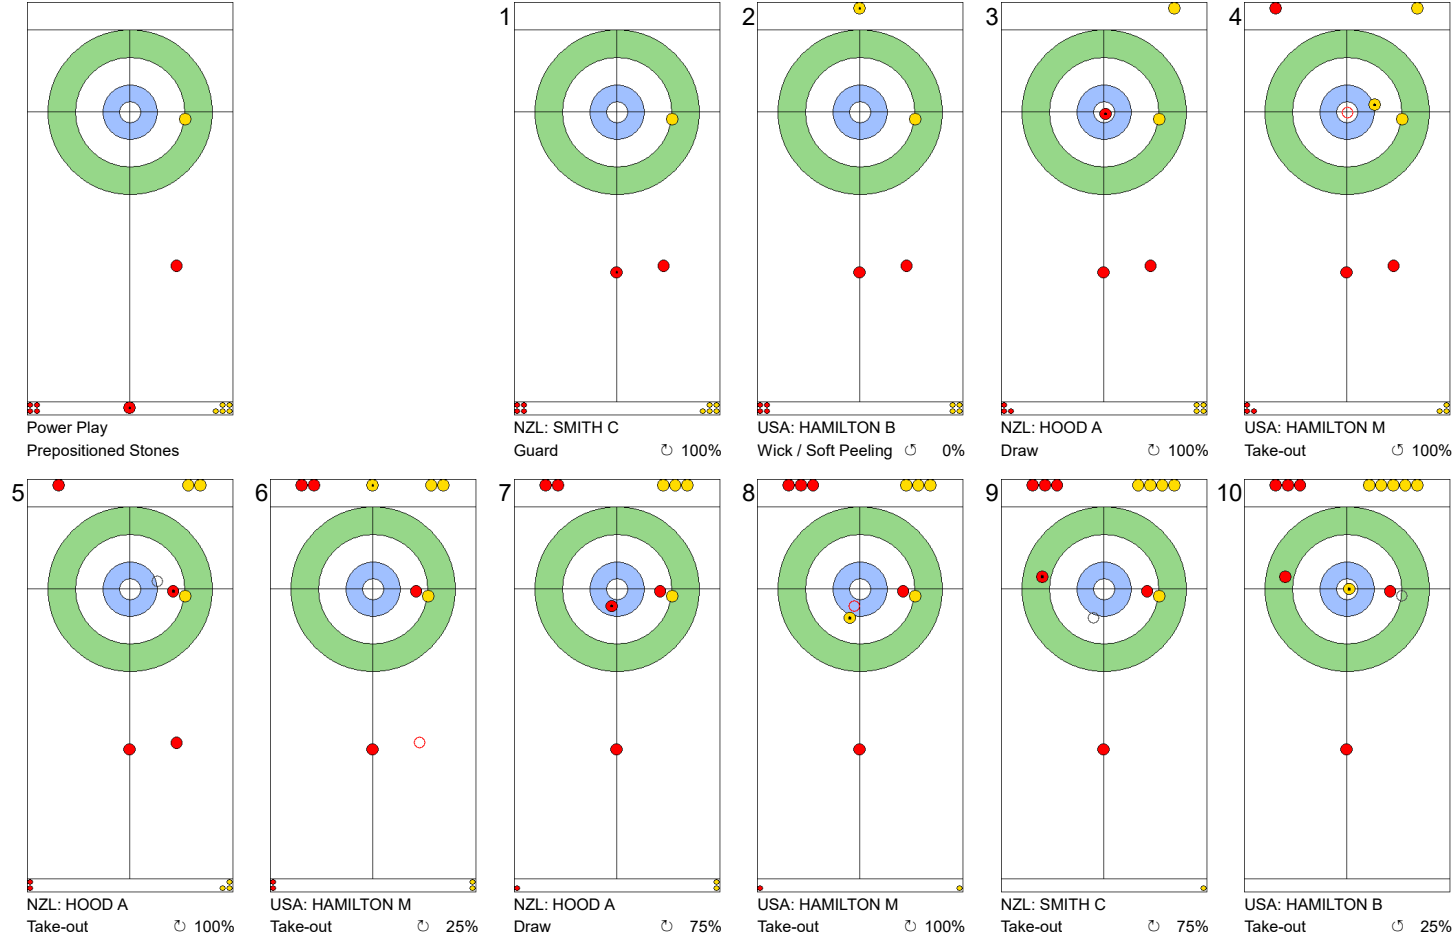 Power Play
Prepositioned Stones
1
NZL: SMITH C
Guard ↻ 100%
2
USA: HAMILTON B
Wick / Soft Peeling ↺ 0%
3
NZL: HOOD A
Draw ↻ 100%
4
USA: HAMILTON M
Take-out ↺ 100%
5
NZL: HOOD A
Take-out ↻ 100%
6
USA: HAMILTON M
Take-out ↻ 25%
7
NZL: HOOD A
Draw ↻ 75%
8
USA: HAMILTON M
Take-out ↻ 100%
9
NZL: SMITH C
Take-out ↻ 75%
10
USA: HAMILTON B
Take-out ↻ 25%